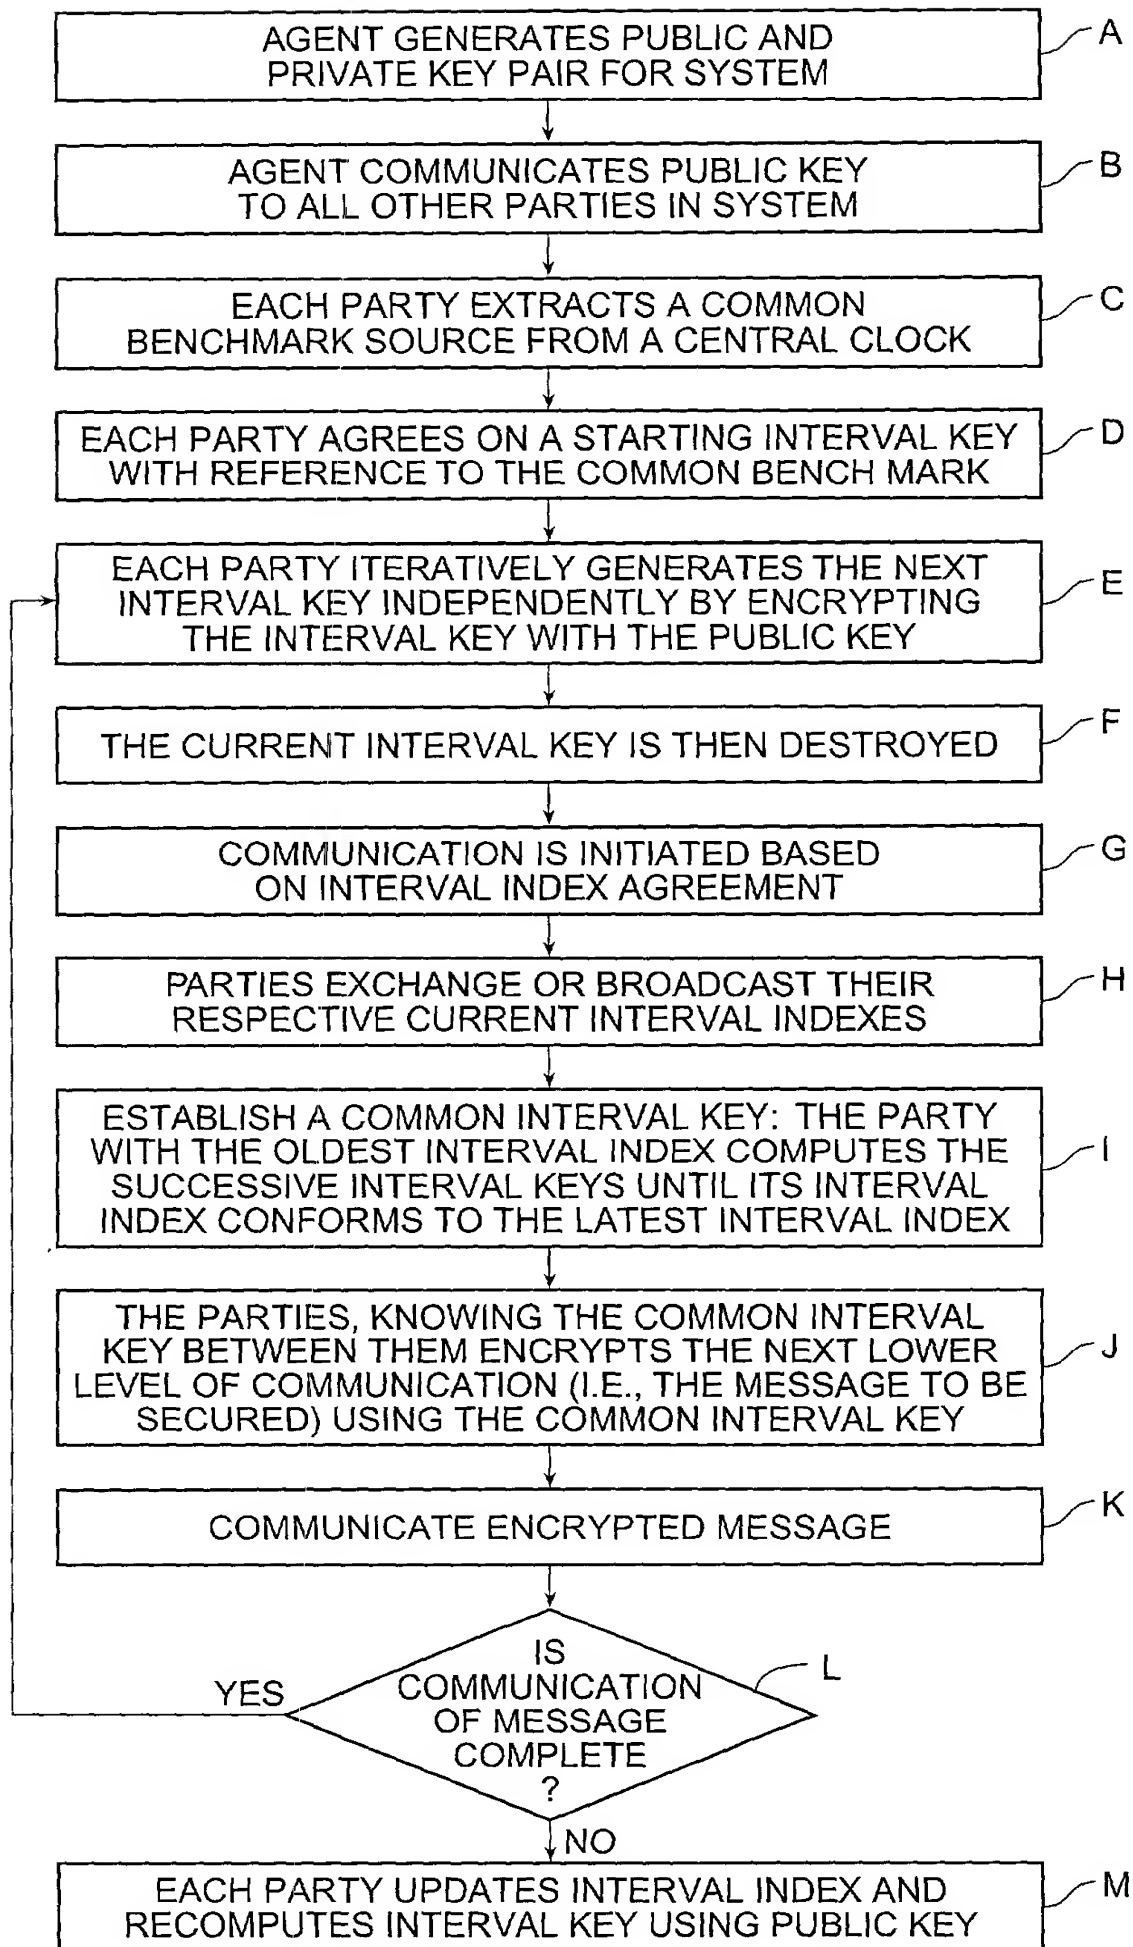 AGENT GENERATES PUBLIC AND
PRIVATE KEY PAIR FOR SYSTEM
A
AGENT COMMUNICATES PUBLIC KEY
TO ALL OTHER PARTIES IN SYSTEM
B
EACH PARTY EXTRACTS A COMMON
BENCHMARK SOURCE FROM A CENTRAL CLOCK
C
EACH PARTY AGREES ON A STARTING INTERVAL KEY
WITH REFERENCE TO THE COMMON BENCH MARK
D
EACH PARTY ITERATIVELY GENERATES THE NEXT
INTERVAL KEY INDEPENDENTLY BY ENCRYPTING
THE INTERVAL KEY WITH THE PUBLIC KEY
E
THE CURRENT INTERVAL KEY IS THEN DESTROYED
F
COMMUNICATION IS INITIATED BASED
ON INTERVAL INDEX AGREEMENT
G
PARTIES EXCHANGE OR BROADCAST THEIR
RESPECTIVE CURRENT INTERVAL INDEXES
H
ESTABLISH A COMMON INTERVAL KEY: THE PARTY
WITH THE OLDEST INTERVAL INDEX COMPUTES THE
SUCCESSIVE INTERVAL KEYS UNTIL ITS INTERVAL
INDEX CONFORMS TO THE LATEST INTERVAL INDEX
I
THE PARTIES, KNOWING THE COMMON INTERVAL
KEY BETWEEN THEM ENCRYPTS THE NEXT LOWER
LEVEL OF COMMUNICATION (I.E., THE MESSAGE TO BE
SECURED) USING THE COMMON INTERVAL KEY
J
COMMUNICATE ENCRYPTED MESSAGE
K
IS
COMMUNICATION
OF MESSAGE
COMPLETE
?
L
YES
NO
EACH PARTY UPDATES INTERVAL INDEX AND
RECOMPUTES INTERVAL KEY USING PUBLIC KEY
M